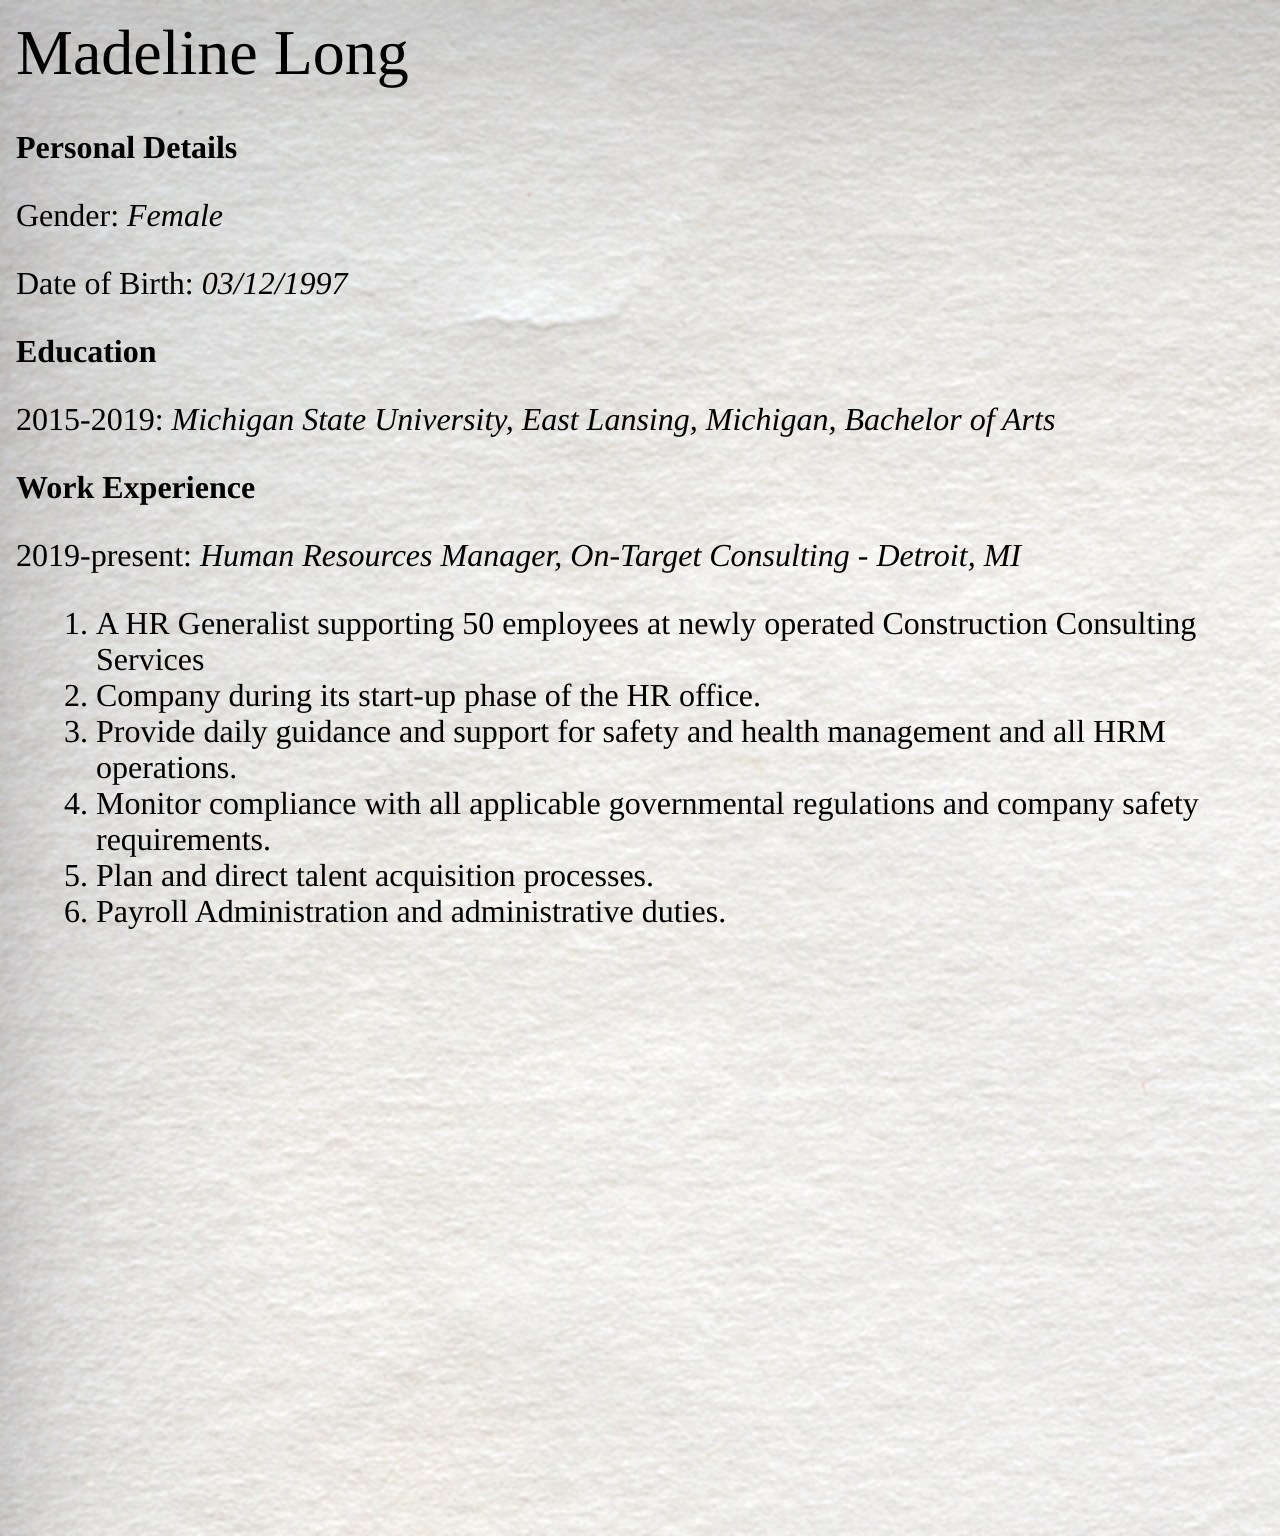 Madeline Long
Personal Details
Gender: Female
Date of Birth: 03/12/1997
Education
2015-2019: Michigan State University, East Lansing, Michigan, Bachelor of Arts
Work Experience
2019-present: Human Resources Manager, On-Target Consulting - Detroit, MI
1. A HR Generalist supporting 50 employees at newly operated Construction Consulting
Services
2. Company during its start-up phase of the HR office.
3. Provide daily guidance and support for safety and health management and all HRM
operations.
4. Monitor compliance with all applicable governmental regulations and company safety
requirements.
5. Plan and direct talent acquisition processes.
6. Payroll Administration and administrative duties.